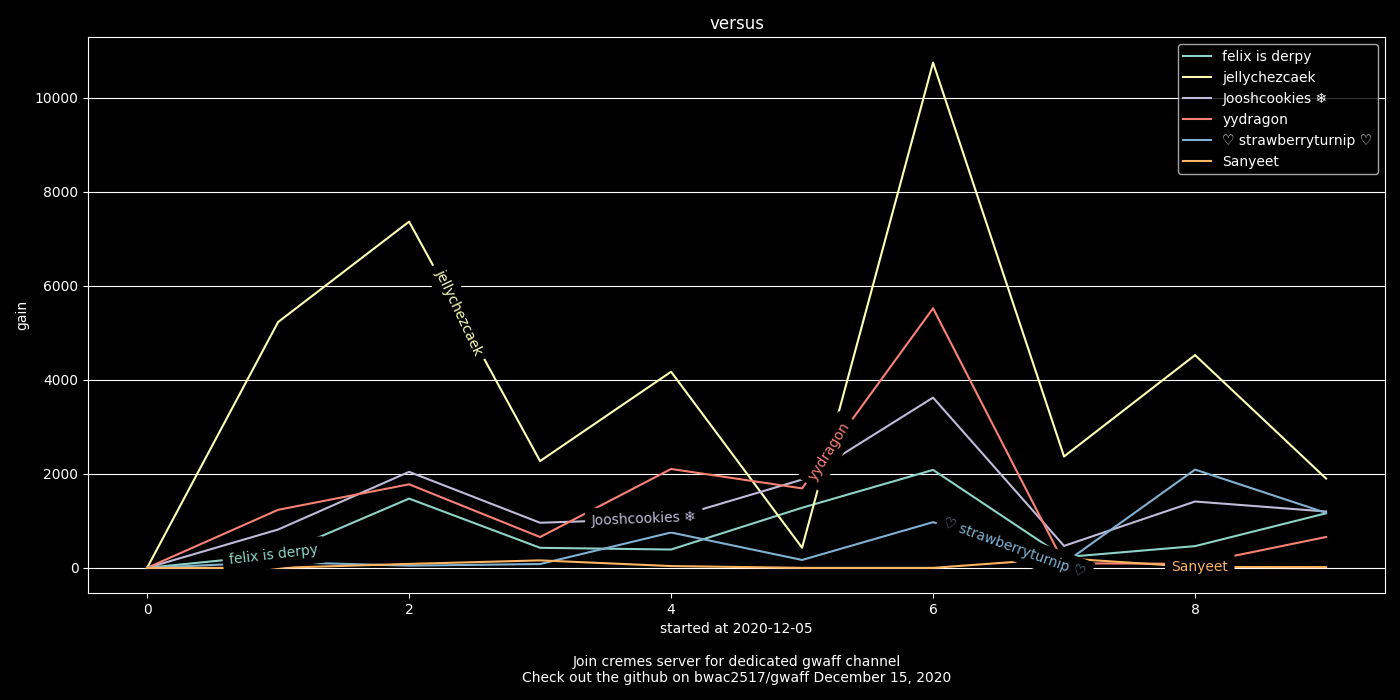 versus
felix is derpy
jellychezcaek
Jooshcookies ❄
yydragon
♡ strawberryturnip ♡
Sanyeet
10000
8000
6000
4000
2000
0
gain
jellychezcaek
yydragon
Jooshcookies ❄
felix is derpy
♡ strawberryturnip ♡
Sanyeet
0 2 4 6 8
started at 2020-12-05
Join cremes server for dedicated gwaff channel
Check out the github on bwac2517/gwaff December 15, 2020